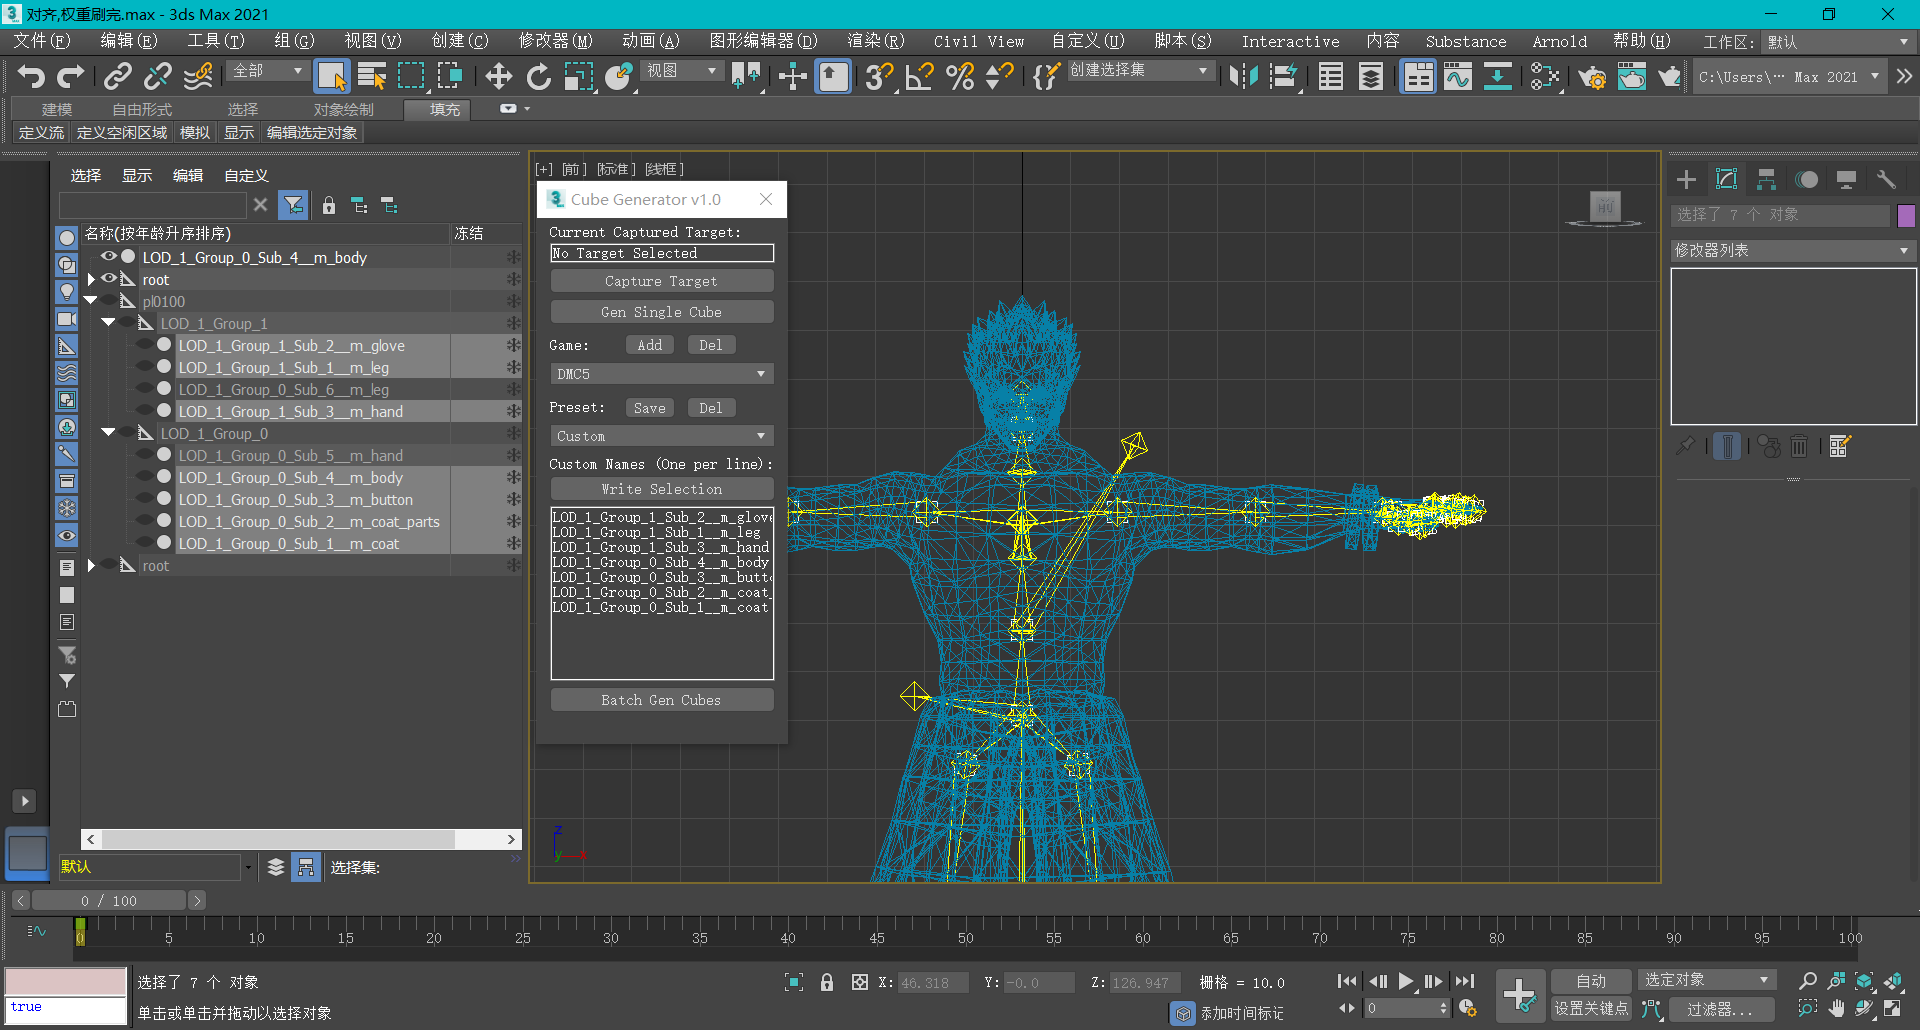 对齐,权重刷完.max - 3ds Max 2021
文件(F) 编辑(E) 工具(T) 组(G) 视图(V) 创建(C) 修改器(M) 动画(A) 图形编辑器(D) 渲染(R) Civil View 自定义(U) 脚本(S) Interactive 内容 Substance Arnold 帮助(H) 工作区: 默认
全部 视图 创建选择集 C:\Users\··· Max 2021
建模 自由形式 选择 对象绘制 填充
定义流 定义空闲区域 模拟 显示 编辑选定对象
选择 显示 编辑 自定义
名称(按年龄升序排序) 冻结
LOD_1_Group_0_Sub_4__m_body
root
pl0100
LOD_1_Group_1
LOD_1_Group_1_Sub_2__m_glove
LOD_1_Group_1_Sub_1__m_leg
LOD_1_Group_0_Sub_6__m_leg
LOD_1_Group_1_Sub_3__m_hand
LOD_1_Group_0
LOD_1_Group_0_Sub_5__m_hand
LOD_1_Group_0_Sub_4__m_body
LOD_1_Group_0_Sub_3__m_button
LOD_1_Group_0_Sub_2__m_coat_parts
LOD_1_Group_0_Sub_1__m_coat
root
默认 选择集:
[+] [前] [标准] [线框]
Cube Generator v1.0
Current Captured Target:
No Target Selected
Capture Target
Gen Single Cube
Game: Add Del
DMC5
Preset: Save Del
Custom
Custom Names (One per line):
Write Selection
LOD_1_Group_1_Sub_2__m_glove
LOD_1_Group_1_Sub_1__m_leg
LOD_1_Group_1_Sub_3__m_hand
LOD_1_Group_0_Sub_4__m_body
LOD_1_Group_0_Sub_3__m_butto
LOD_1_Group_0_Sub_2__m_coat_
LOD_1_Group_0_Sub_1__m_coat
Batch Gen Cubes
z
x
y
选择了 7 个 对象
修改器列表
0 / 100
0 5 10 15 20 25 30 35 40 45 50 55 60 65 70 75 80 85 90 95 100
选择了 7 个 对象 X: 46.318 Y: -0.0 Z: 126.947 栅格 = 10.0 自动 选定对象
true 单击或单击并拖动以选择对象 添加时间标记 0 设置关键点 过滤器...